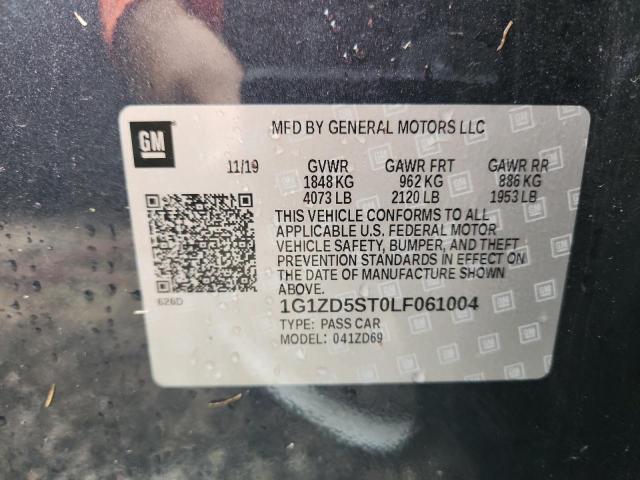 GM
MFD BY GENERAL MOTORS LLC
11/19 GVWR GAWR FRT GAWR RR
1848 KG 962 KG 886 KG
4073 LB 2120 LB 1953 LB
THIS VEHICLE CONFORMS TO ALL
APPLICABLE U.S. FEDERAL MOTOR
VEHICLE SAFETY, BUMPER, AND THEFT
PREVENTION STANDARDS IN EFFECT ON
THE DATE OF MANUFACTURE SHOWN
ABOVE.
626D
1G1ZD5ST0LF061004
TYPE: PASS CAR
MODEL: 041ZD69